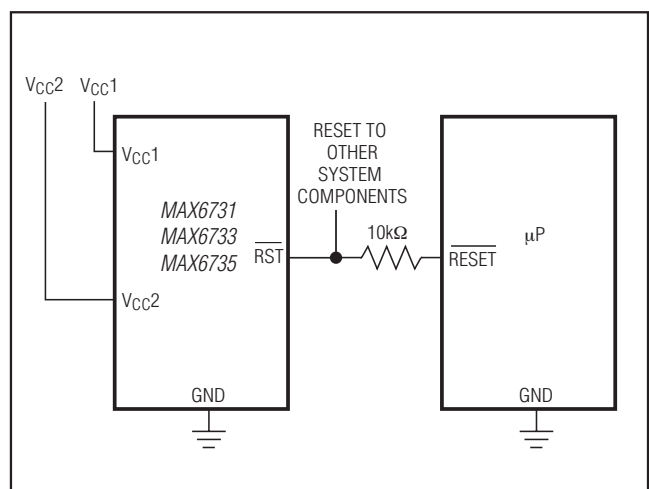 VCC2 VCC1
VCC1
RESET TO
OTHER
SYSTEM
COMPONENTS
MAX6731
MAX6733
MAX6735
RST
10kΩ
RESET
μP
VCC2
GND
GND